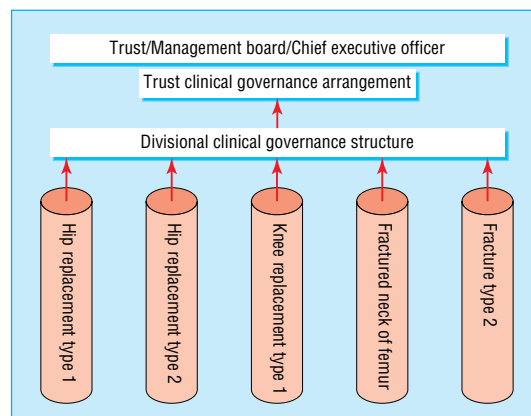 Trust/Management board/Chief executive officer
Trust clinical governance arrangement
Divisional clinical governance structure
Hip replacement type 1
Hip replacement type 2
Knee replacement type 1
Fractured neck of femur
Fracture type 2